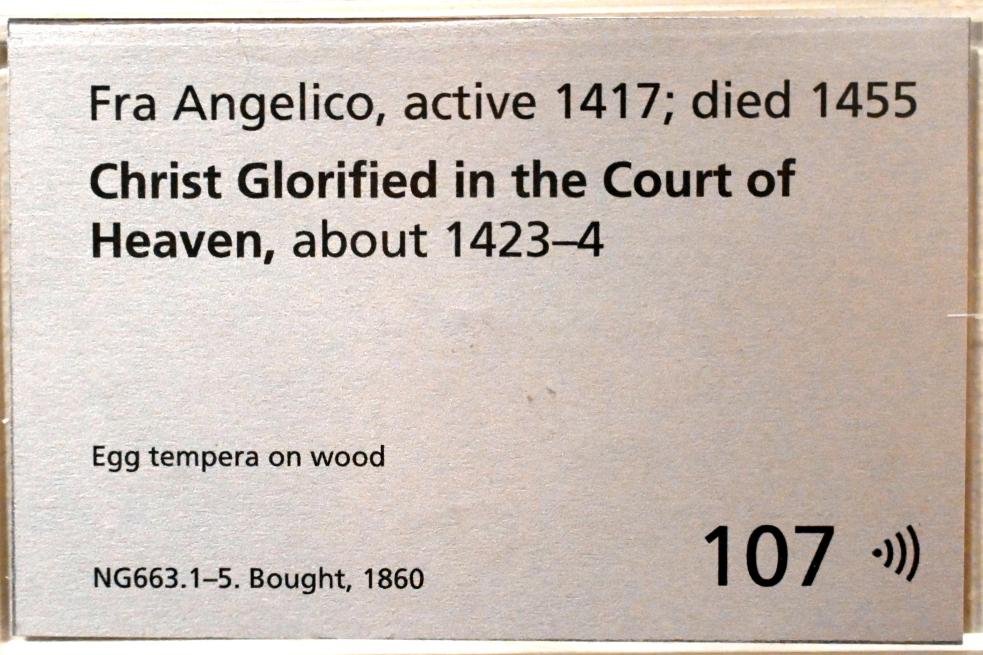 Fra Angelico, active 1417; died 1455
Christ Glorified in the Court of
Heaven, about 1423–4
Egg tempera on wood
NG663.1–5. Bought, 1860
107